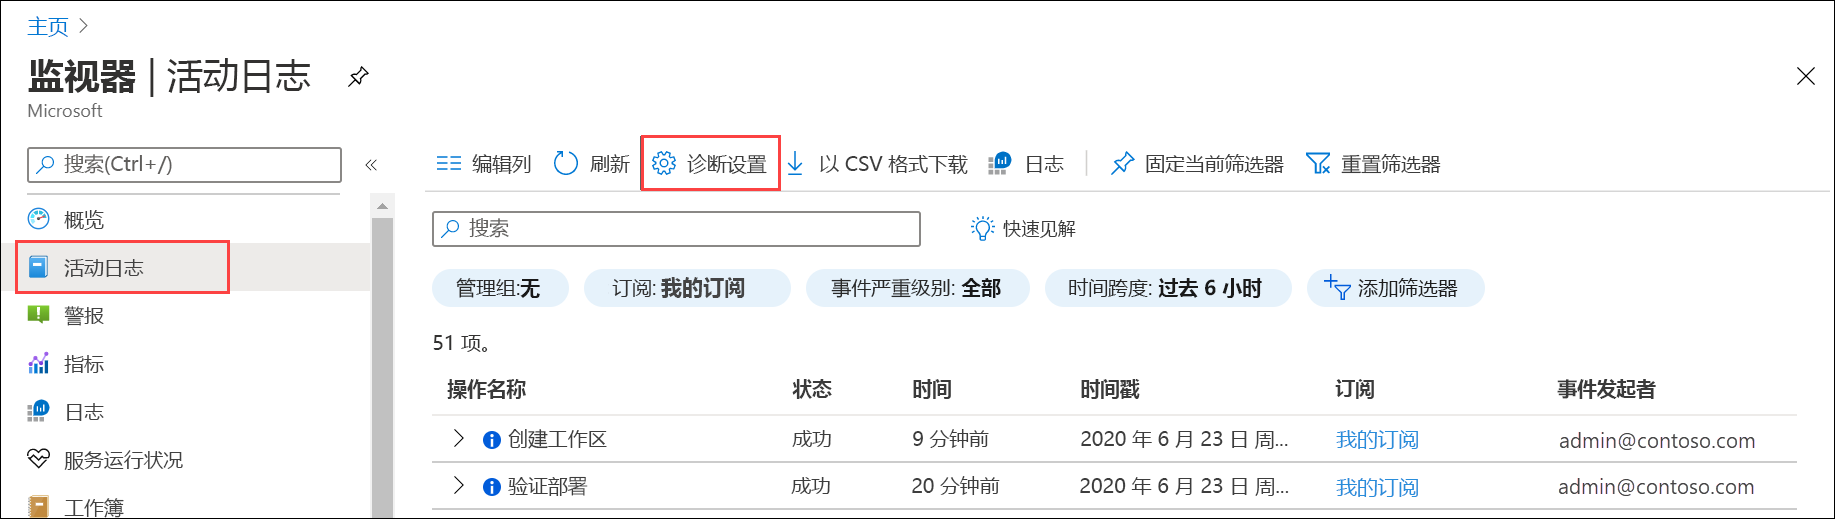 主页
监视器 | 活动日志
Microsoft
搜索(Ctrl+/)
概览
活动日志
警报
指标
日志
服务运行状况
工作簿
编辑列 刷新 诊断设置 以 CSV 格式下载 日志 固定当前筛选器 重置筛选器
搜索 快速见解
管理组:无 订阅: 我的订阅 事件严重级别: 全部 时间跨度: 过去 6 小时 添加筛选器
51 项。
操作名称 状态 时间 时间戳 订阅 事件发起者
创建工作区 成功 9 分钟前 2020 年 6 月 23 日 周... 我的订阅 admin@contoso.com
验证部署 成功 20 分钟前 2020 年 6 月 23 日 周... 我的订阅 admin@contoso.com